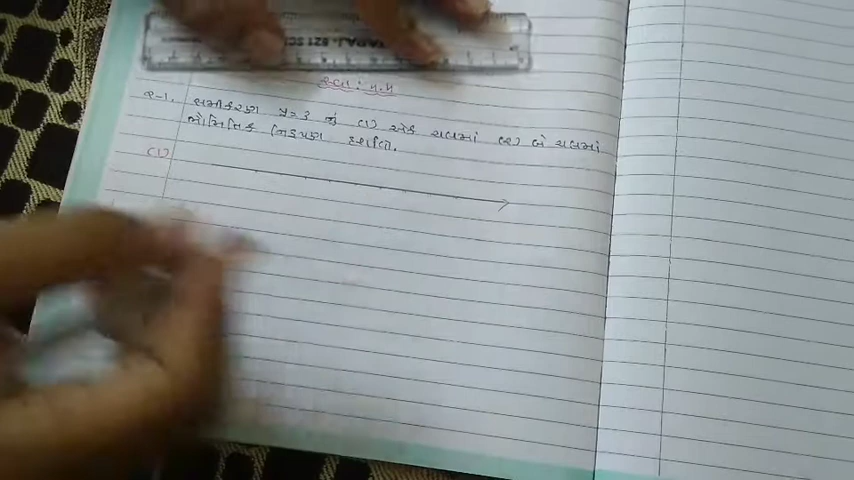 સ્વા : ૫.૫
પ્ર-1. સમીકરણ y = 3 નું (1) એક ચલમાં (2) બે ચલમાં
ભૌમિતિક નિરૂપણ દર્શાવો.
(1)